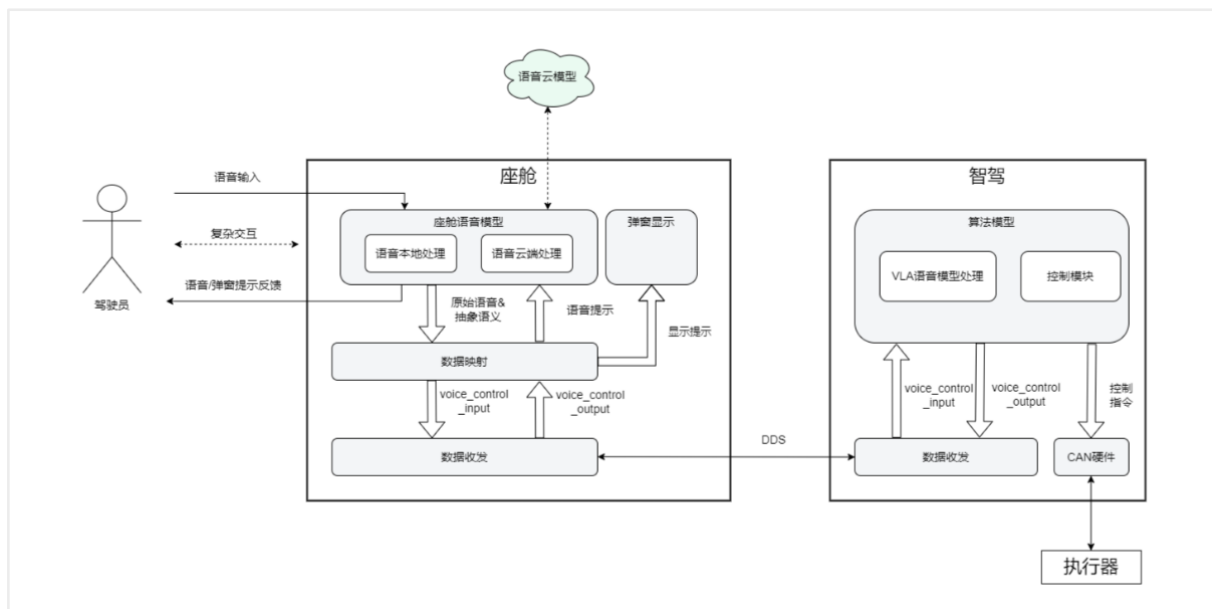 语音云模型
座舱
智驾
语音输入
座舱语音模型
弹窗显示
算法模型
复杂交互
语音本地处理
语音云端处理
VLA语音模型处理
控制模块
语音/弹窗提示反馈
驾驶员
原始语音&
抽象语义
语音提示
显示提示
数据映射
voice_control
_input
voice_control
_output
voice_control
_input
voice_control
_output
控制
指令
DDS
数据收发
数据收发
CAN硬件
执行器